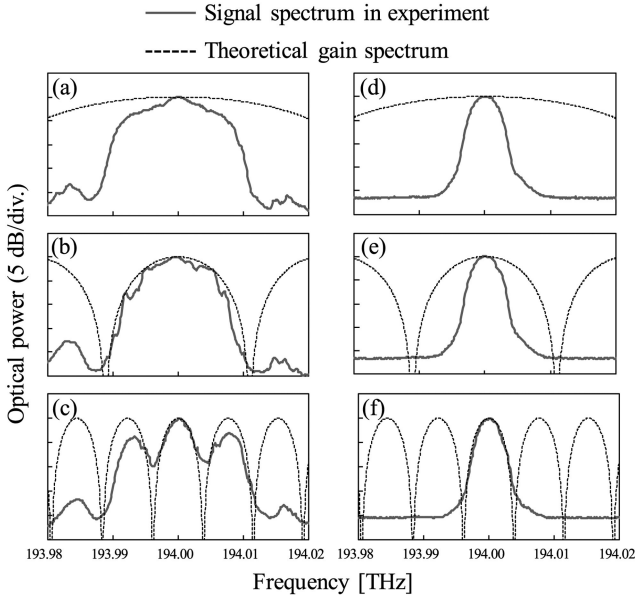 Signal spectrum in experiment
Theoretical gain spectrum
(a)
(d)
(b)
(e)
(c)
(f)
Optical power (5 dB/div.)
193.98 193.99 194.00 194.01 194.02 193.98 193.99 194.00 194.01 194.02
Frequency [THz]